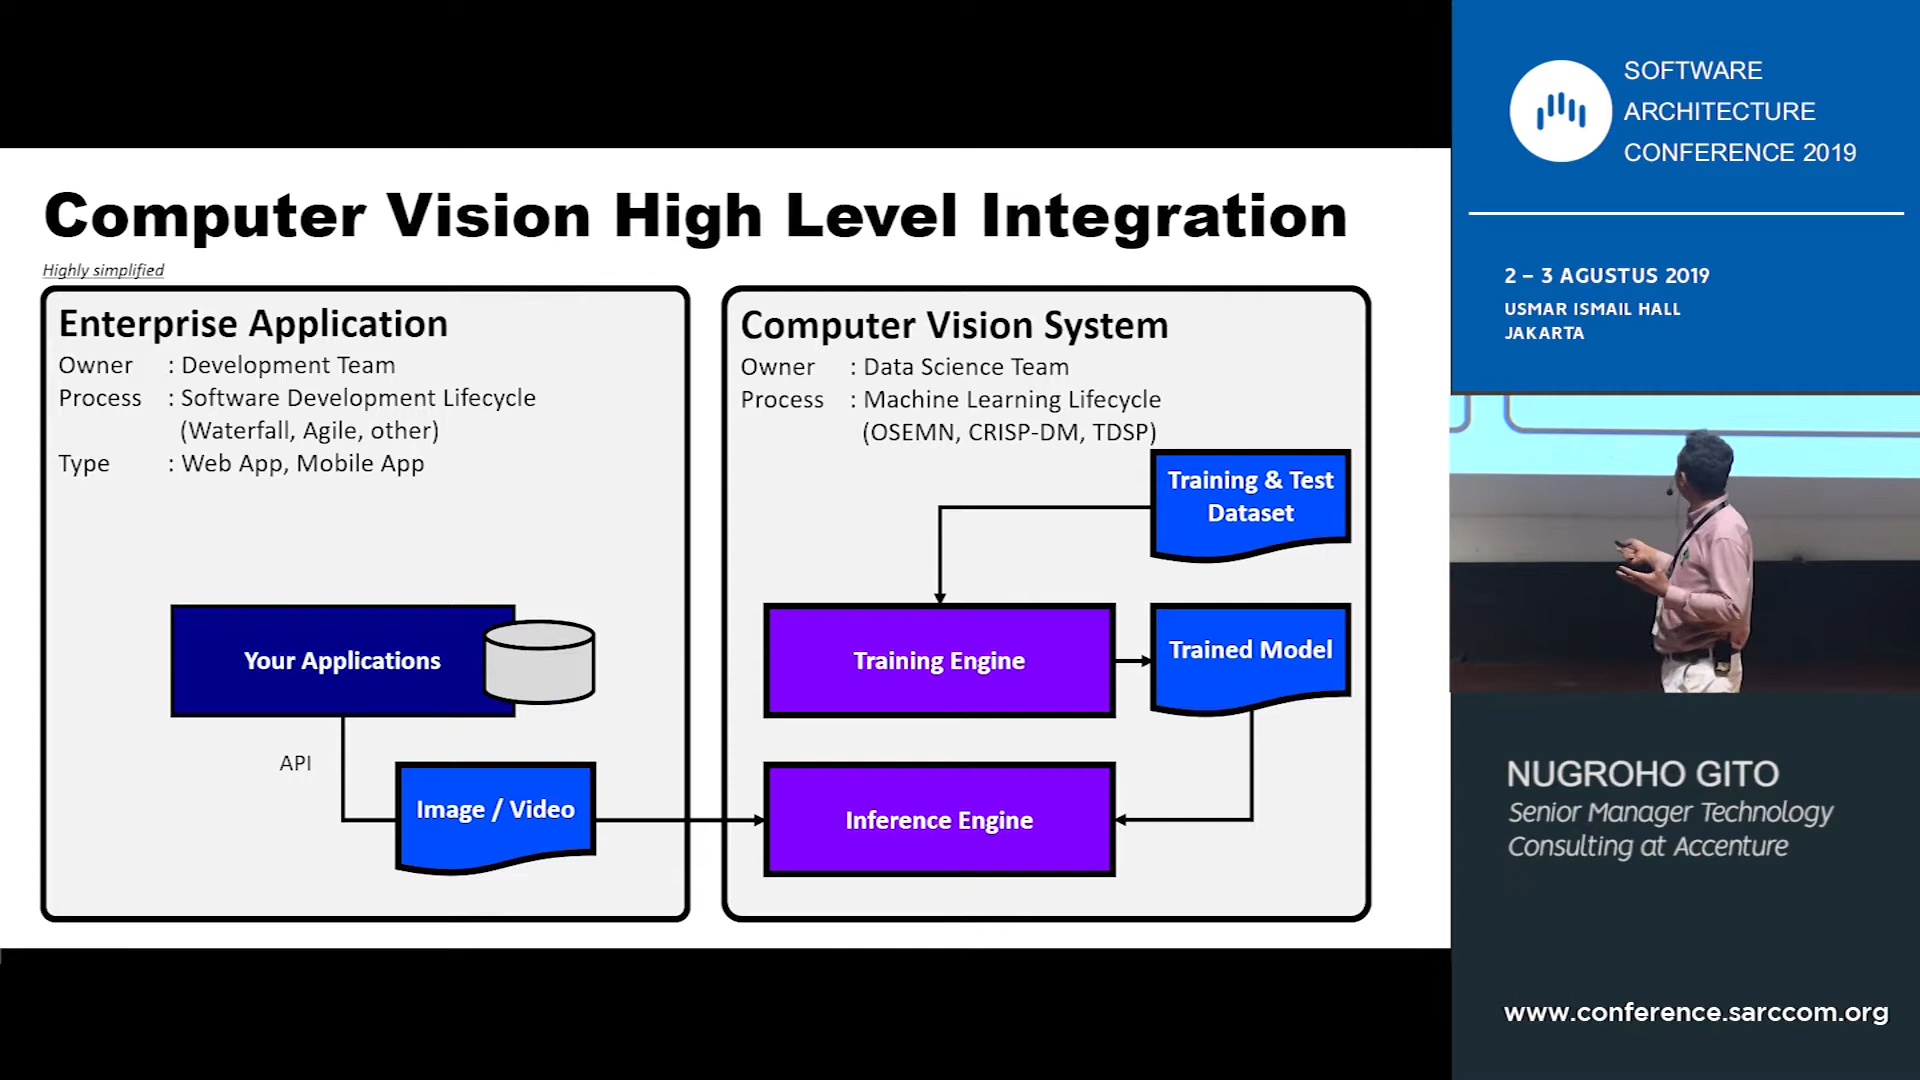 Computer Vision High Level Integration
Highly simplified
Enterprise Application
Owner : Development Team
Process : Software Development Lifecycle
(Waterfall, Agile, other)
Type : Web App, Mobile App
Your Applications
API
Image / Video
Computer Vision System
Owner : Data Science Team
Process : Machine Learning Lifecycle
(OSEMN, CRISP-DM, TDSP)
Training & Test
Dataset
Training Engine
Trained Model
Inference Engine
SOFTWARE
ARCHITECTURE
CONFERENCE 2019
2 – 3 AGUSTUS 2019
USMAR ISMAIL HALL
JAKARTA
NUGROHO GITO
Senior Manager Technology
Consulting at Accenture
www.conference.sarccom.org